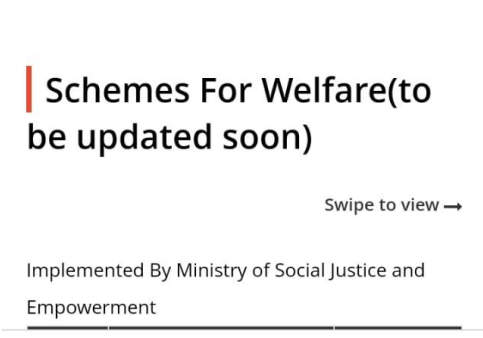 Schemes For Welfare(to
be updated soon)
Swipe to view →
Implemented By Ministry of Social Justice and
Empowerment